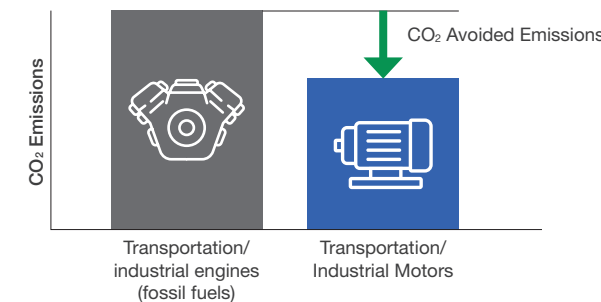 CO₂ Emissions
CO₂ Avoided Emissions
Transportation/
industrial engines
(fossil fuels)
Transportation/
Industrial Motors